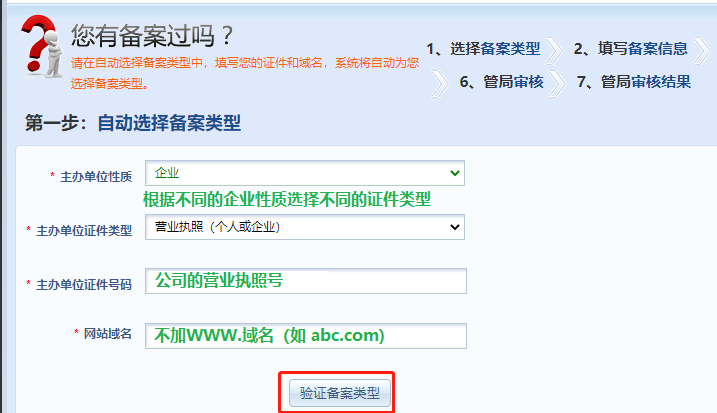 您有备案过吗？
请在自动选择备案类型中，填写您的证件和域名，系统将自动为您
选择备案类型。
1、选择备案类型
2、填写备案信息
6、管局审核
7、管局审核结果
第一步：自动选择备案类型
* 主办单位性质
企业
根据不同的企业性质选择不同的证件类型
* 主办单位证件类型
营业执照（个人或企业）
* 主办单位证件号码
公司的营业执照号
* 网站域名
不加WWW.域名（如 abc.com)
验证备案类型